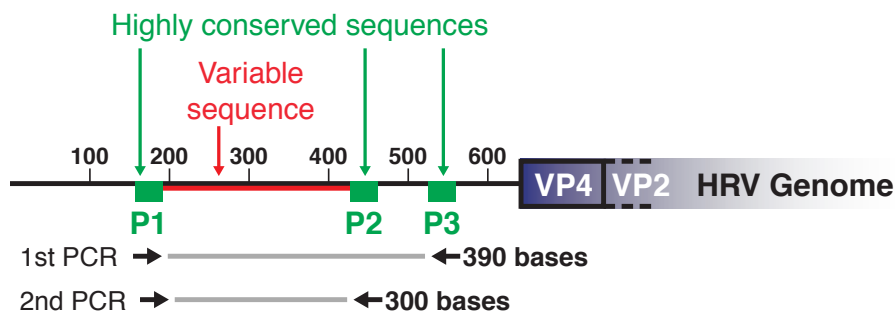 Highly conserved sequences
Variable
sequence
100 200 300 400 500 600
VP4 VP2 HRV Genome
P1 P2 P3
1st PCR 390 bases
2nd PCR 300 bases